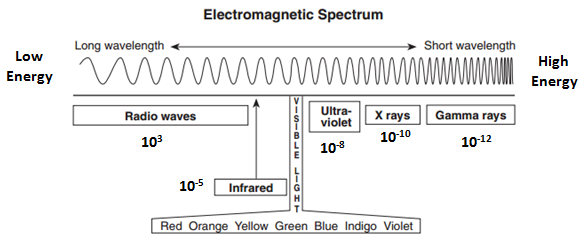 Electromagnetic Spectrum
Low
Energy
Long wavelength
Short wavelength
High
Energy
Radio waves
10³
10⁻⁵
Infrared
VISIBLE LIGHT
Ultra-
violet
10⁻⁸
X rays
10⁻¹⁰
Gamma rays
10⁻¹²
Red Orange Yellow Green Blue Indigo Violet